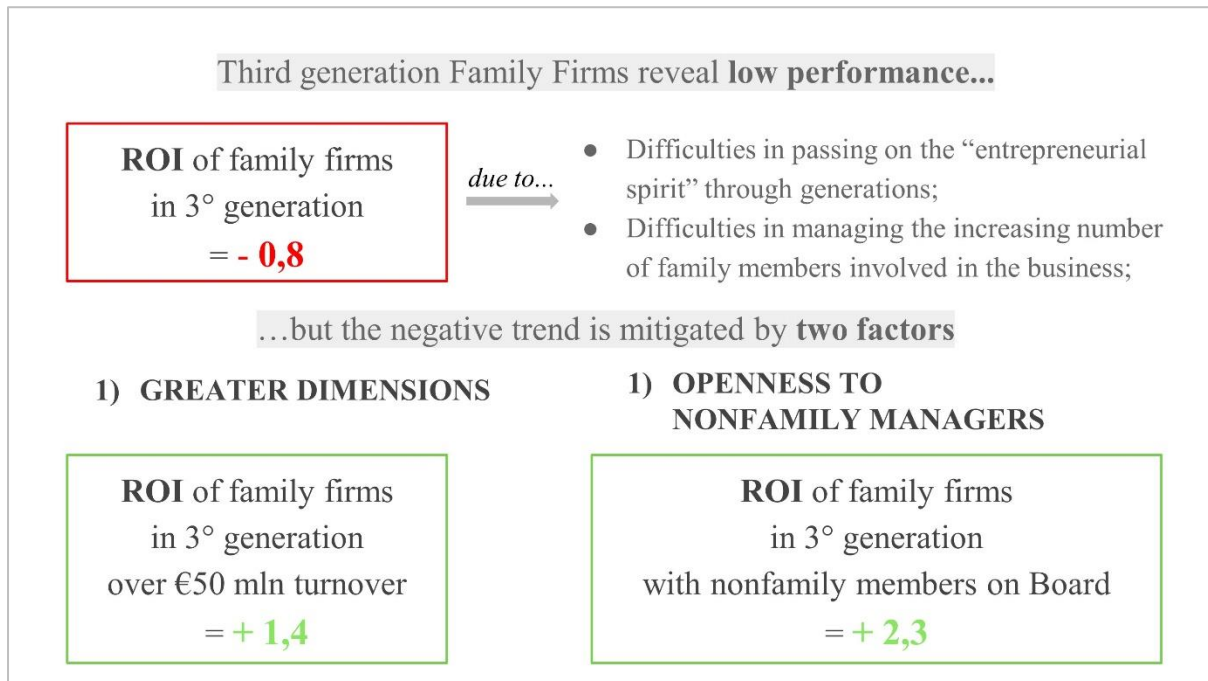 Third generation Family Firms reveal low performance...
ROI of family firms
in 3° generation
= - 0,8
due to...
● Difficulties in passing on the “entrepreneurial
spirit” through generations;
● Difficulties in managing the increasing number
of family members involved in the business;
…but the negative trend is mitigated by two factors
1) GREATER DIMENSIONS
ROI of family firms
in 3° generation
over €50 mln turnover
= + 1,4
1) OPENNESS TO
NONFAMILY MANAGERS
ROI of family firms
in 3° generation
with nonfamily members on Board
= + 2,3